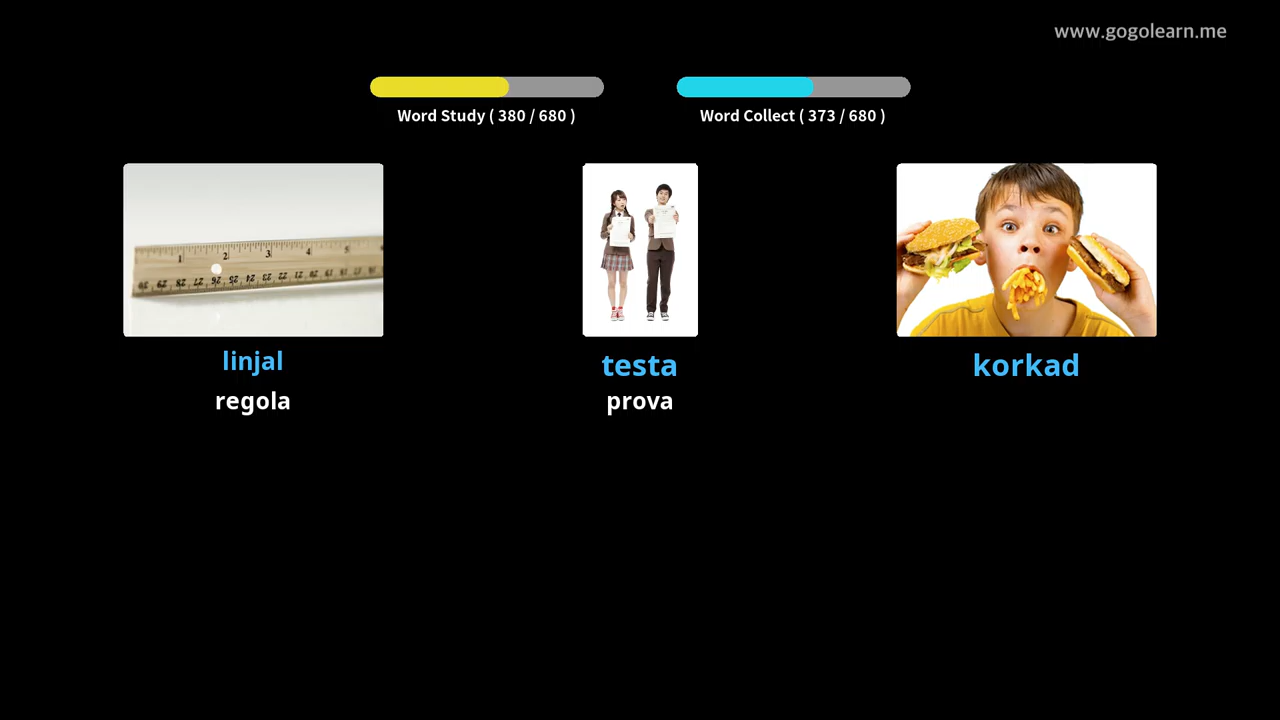 www.gogolearn.me
Word Study ( 380 / 680 )
Word Collect ( 373 / 680 )
linjal
regola
testa
prova
korkad